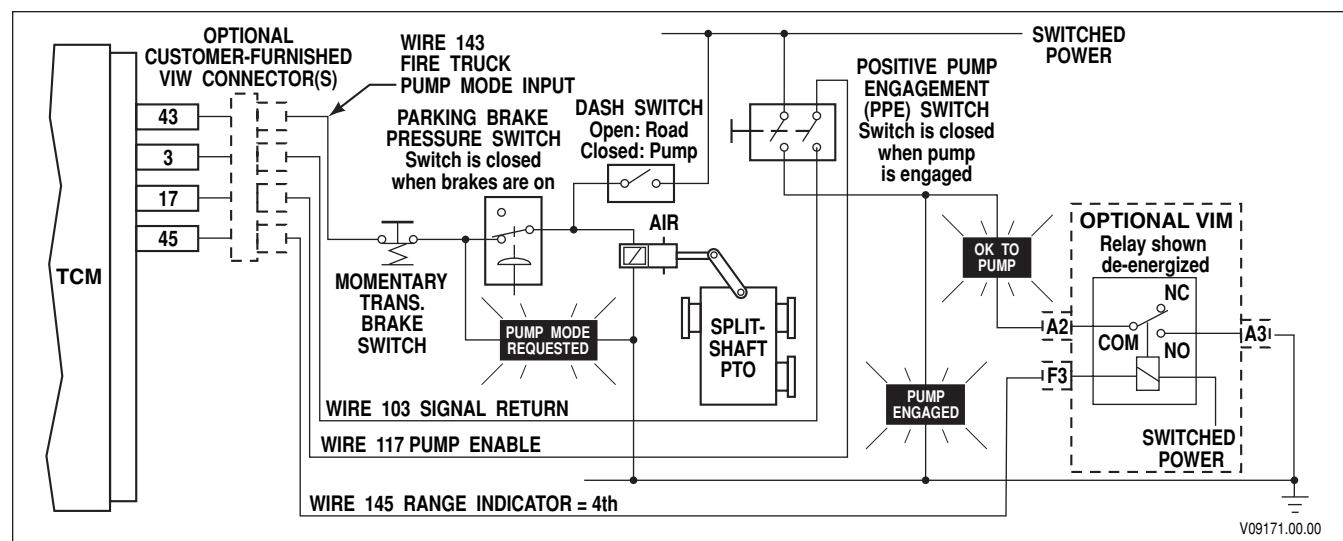 OPTIONAL
CUSTOMER-FURNISHED
VIW CONNECTOR(S)
WIRE 143
FIRE TRUCK
PUMP MODE INPUT
SWITCHED
POWER
PARKING BRAKE
PRESSURE SWITCH
Switch is closed
when brakes are on
DASH SWITCH
Open: Road
Closed: Pump
POSITIVE PUMP
ENGAGEMENT
(PPE) SWITCH
Switch is closed
when pump
is engaged
43
3
17
45
TCM
MOMENTARY
TRANS.
BRAKE
SWITCH
PUMP MODE
REQUESTED
AIR
SPLIT-
SHAFT
PTO
OK TO
PUMP
PUMP
ENGAGED
OPTIONAL VIM
Relay shown
de-energized
NC
A2
COM
NO
A3
F3
SWITCHED
POWER
WIRE 103 SIGNAL RETURN
WIRE 117 PUMP ENABLE
WIRE 145 RANGE INDICATOR = 4th
V09171.00.00